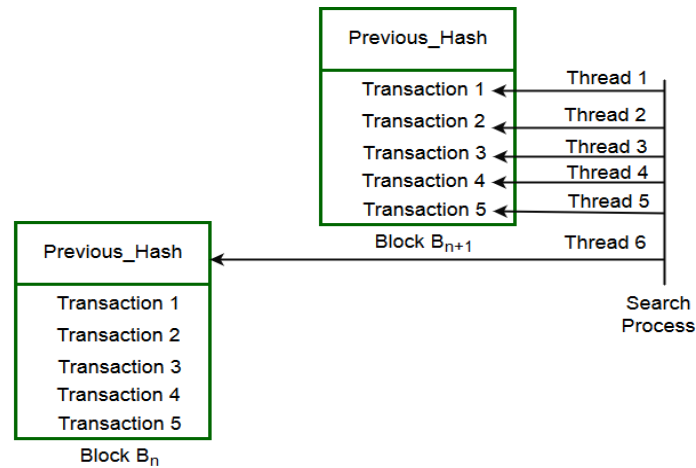 Previous_Hash
Transaction 1
Transaction 2
Transaction 3
Transaction 4
Transaction 5
Block Bn+1
Thread 1
Thread 2
Thread 3
Thread 4
Thread 5
Thread 6
Search
Process
Previous_Hash
Transaction 1
Transaction 2
Transaction 3
Transaction 4
Transaction 5
Block Bn